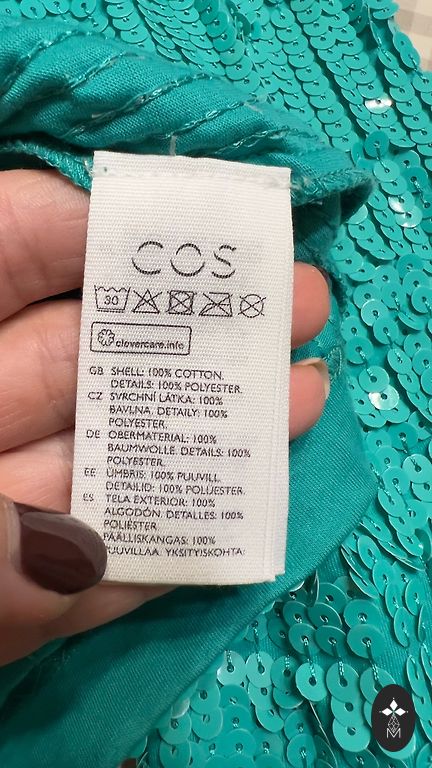 COS
30
clevercare.info
GB SHELL: 100% COTTON.
DETAILS: 100% POLYESTER.
CZ SVRCHNÍ LÁTKA: 100%
BAVLNA. DETAILY: 100%
POLYESTER.
DE OBERMATERIAL: 100%
BAUMWOLLE. DETAILS: 100%
POLYESTER.
EE ÜMBRIS: 100% PUUVILL.
DETAILID: 100% POLÜESTER.
ES TELA EXTERIOR: 100%
ALGODÓN. DETALLES: 100%
POLIÉSTER
PÄÄLLISKANGAS: 100%
PUUVILLAA. YKSITYISKOHTA: